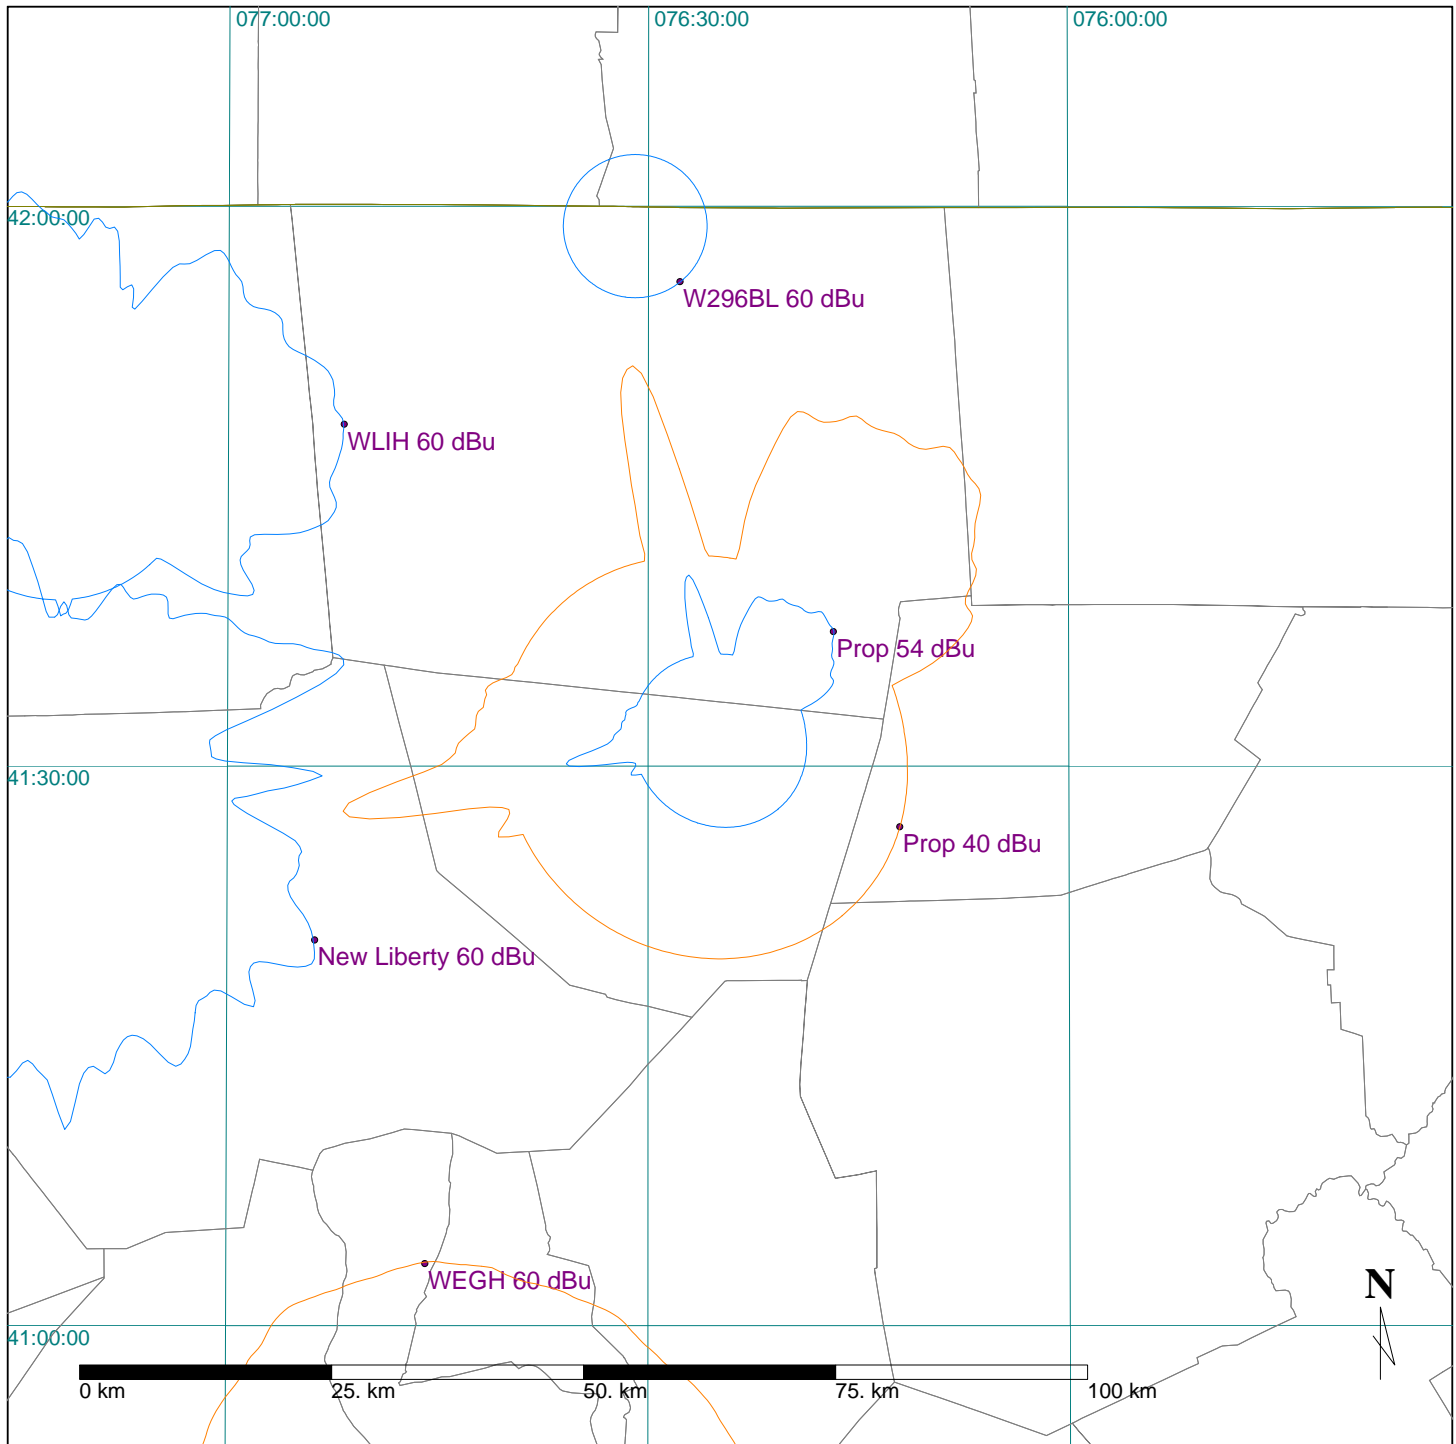 077:00:00
076:30:00
076:00:00
42:00:00
W296BL 60 dBu
WLIH 60 dBu
Prop 54 dBu
41:30:00
Prop 40 dBu
New Liberty 60 dBu
WEGH 60 dBu
N
41:00:00
0 km
25. km
50. km
75. km
100 km